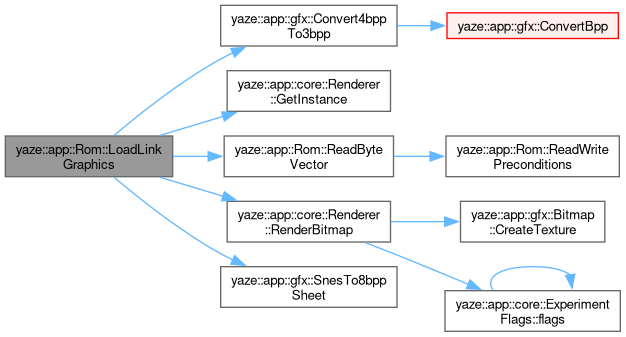 yaze::app::gfx::Convert4bpp
To3bpp
yaze::app::gfx::ConvertBpp
yaze::app::core::Renderer
::GetInstance
yaze::app::Rom::LoadLink
Graphics
yaze::app::Rom::ReadByte
Vector
yaze::app::Rom::ReadWrite
Preconditions
yaze::app::core::Renderer
::RenderBitmap
yaze::app::gfx::Bitmap
::CreateTexture
yaze::app::gfx::SnesTo8bpp
Sheet
yaze::app::core::Experiment
Flags::flags